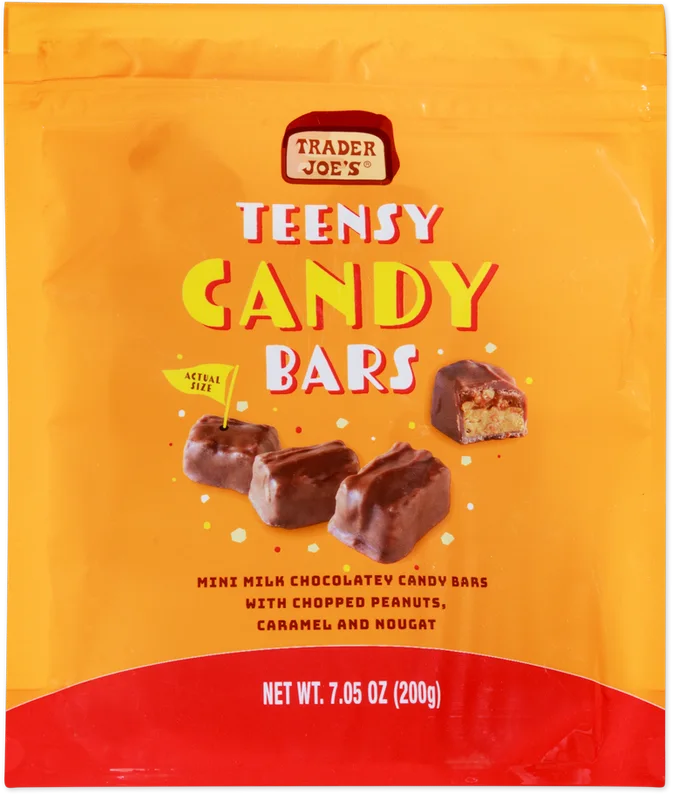 TRADER
JOE'S®
TEENSY
CANDY
BARS
ACTUAL
SIZE
MINI MILK CHOCOLATEY CANDY BARS
WITH CHOPPED PEANUTS,
CARAMEL AND NOUGAT
NET WT. 7.05 OZ (200g)